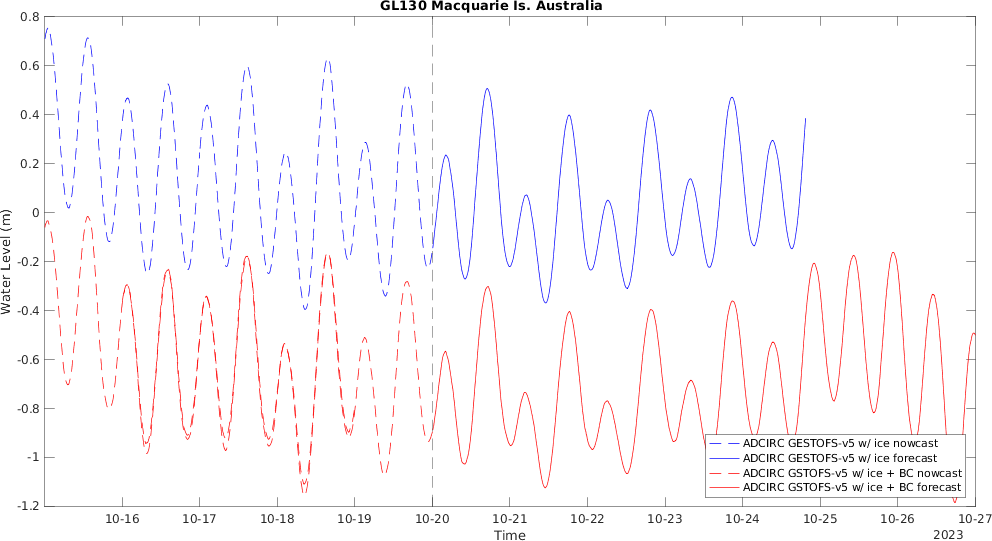 GL130 Macquarie Is. Australia
0.8
0.6
0.4
0.2
0
-0.2
-0.4
-0.6
-0.8
-1
-1.2
Water Level (m)
ADCIRC GESTOFS-v5 w/ ice nowcast
ADCIRC GESTOFS-v5 w/ ice forecast
ADCIRC GSTOFS-v5 w/ ice + BC nowcast
ADCIRC GSTOFS-v5 w/ ice + BC forecast
10-16 10-17 10-18 10-19 10-20 10-21 10-22 10-23 10-24 10-25 10-26 10-27
Time
2023